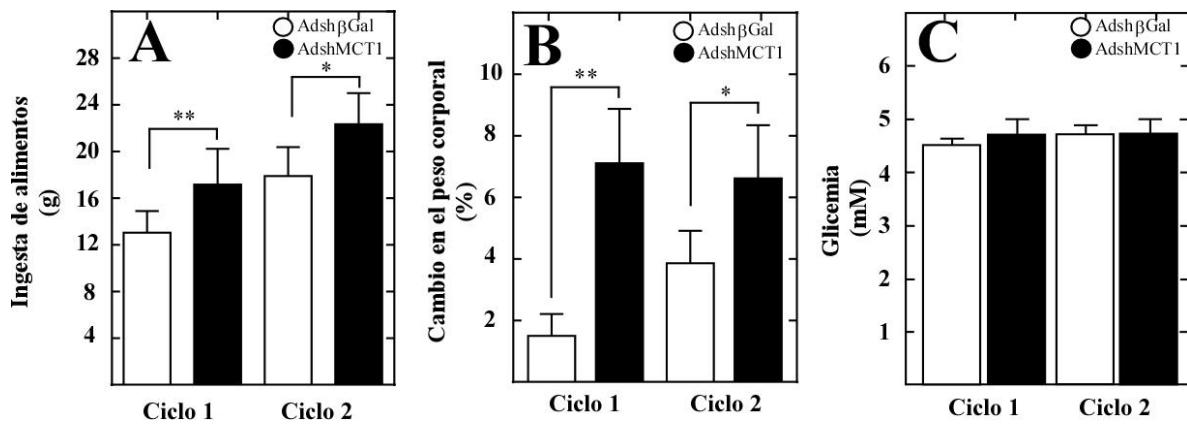 A
AdshβGal
AdshMCT1
Ingesta de alimentos
(g)
28
24
20
16
12
8
4
**
*
Ciclo 1
Ciclo 2
B
AdshβGal
AdshMCT1
Cambio en el peso corporal
(%)
10
8
6
4
2
**
*
Ciclo 1
Ciclo 2
C
AdshβGal
AdshMCT1
Glicemia
(mM)
6
5
4
3
2
1
Ciclo 1
Ciclo 2